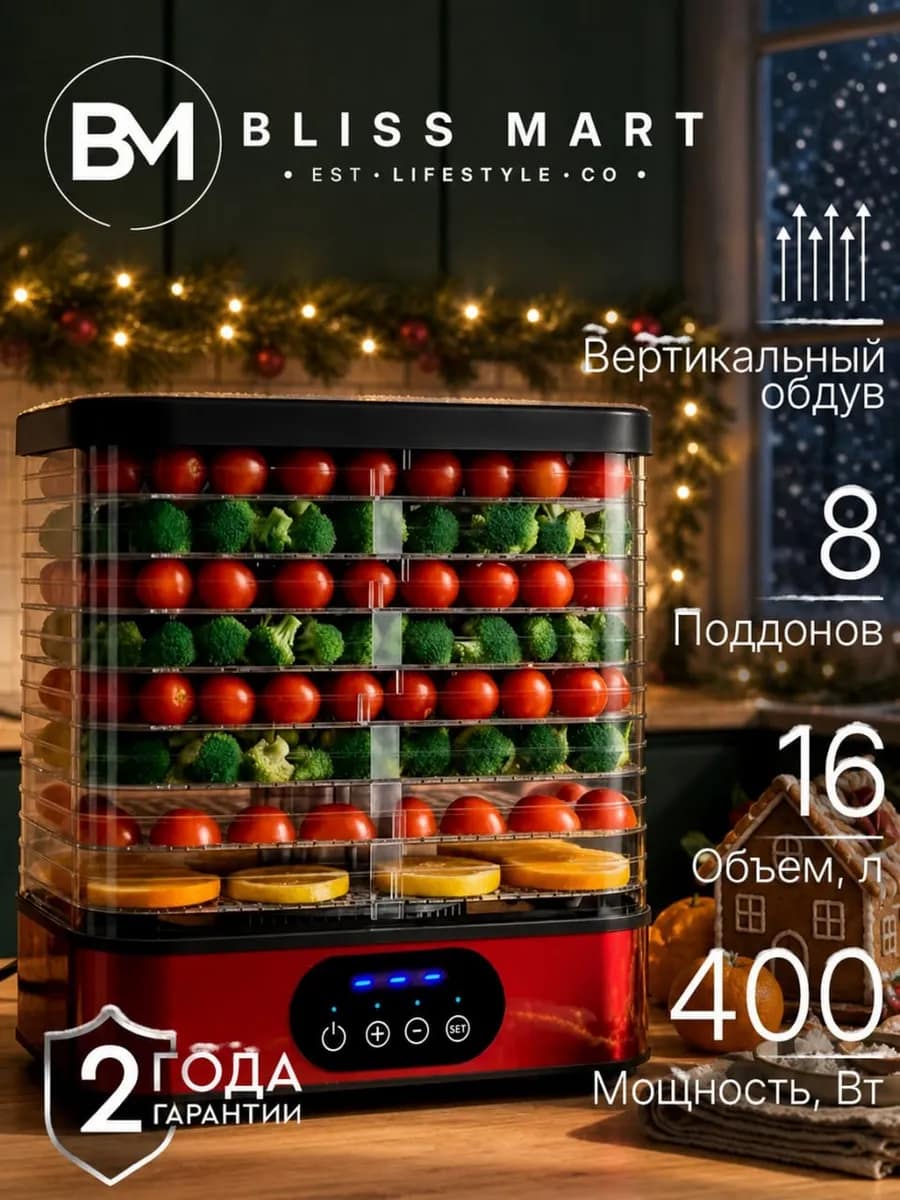 BM
BLISS MART
• EST • LIFESTYLE • CO •
Вертикальный
обдув
8
Поддонов
16
Объем, л
400
Мощность, Вт
SET
2 ГОДА
ГАРАНТИИ